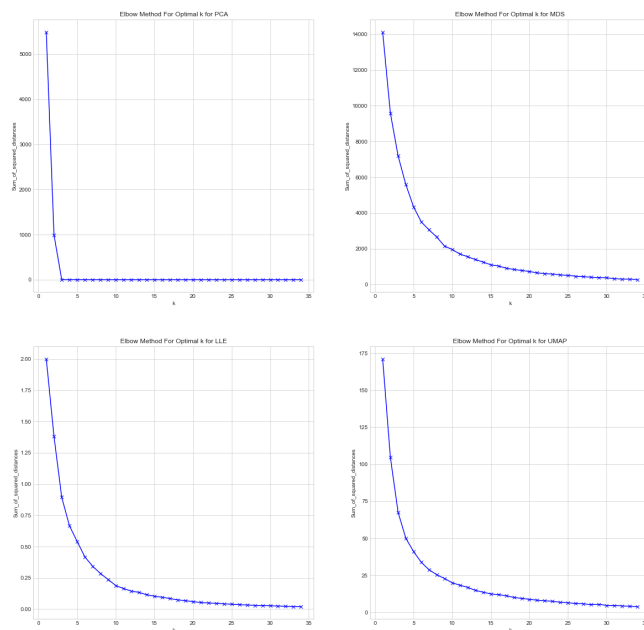 Elbow Method For Optimal k for PCA
Sum_of_squared_distances
5000
4000
3000
2000
1000
0
0 5 10 15 20 25 30 35
k
Elbow Method For Optimal k for MDS
Sum_of_squared_distances
14000
12000
10000
8000
6000
4000
2000
0
0 5 10 15 20 25 30
k
Elbow Method For Optimal k for LLE
Sum_of_squared_distances
2.00
1.75
1.50
1.25
1.00
0.75
0.50
0.25
0.00
0 5 10 15 20 25 30 35
Elbow Method For Optimal k for UMAP
Sum_of_squared_distances
175
150
125
100
75
50
25
0
0 5 10 15 20 25 30